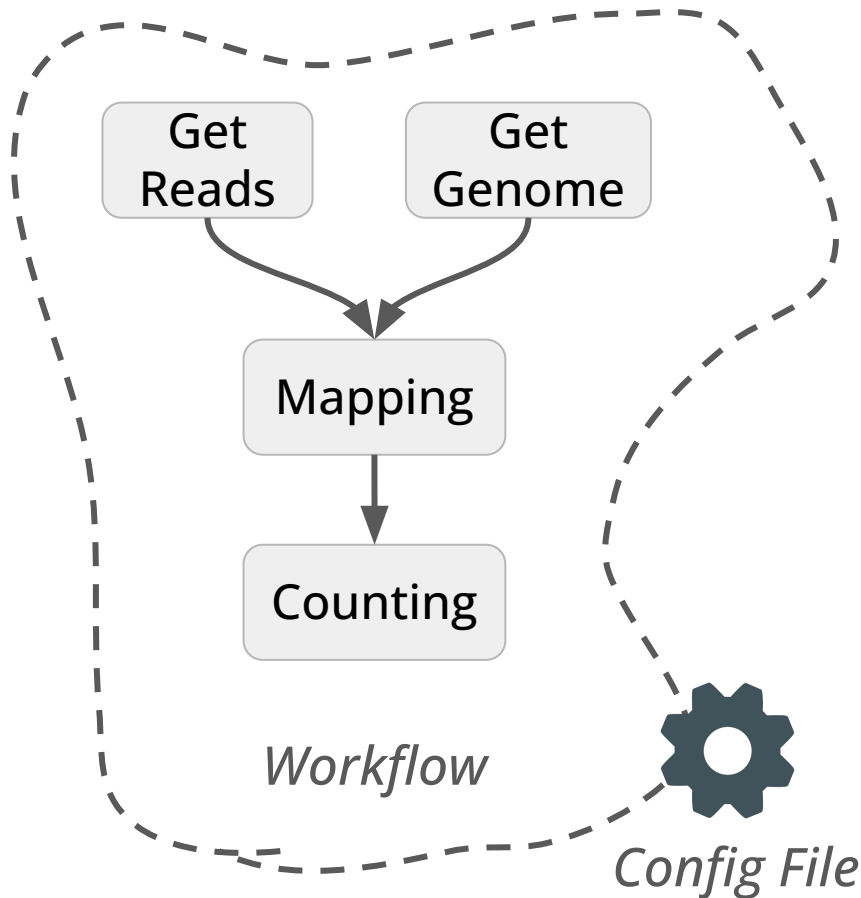 Get
Reads
Get
Genome
Mapping
Counting
Workflow
Config File